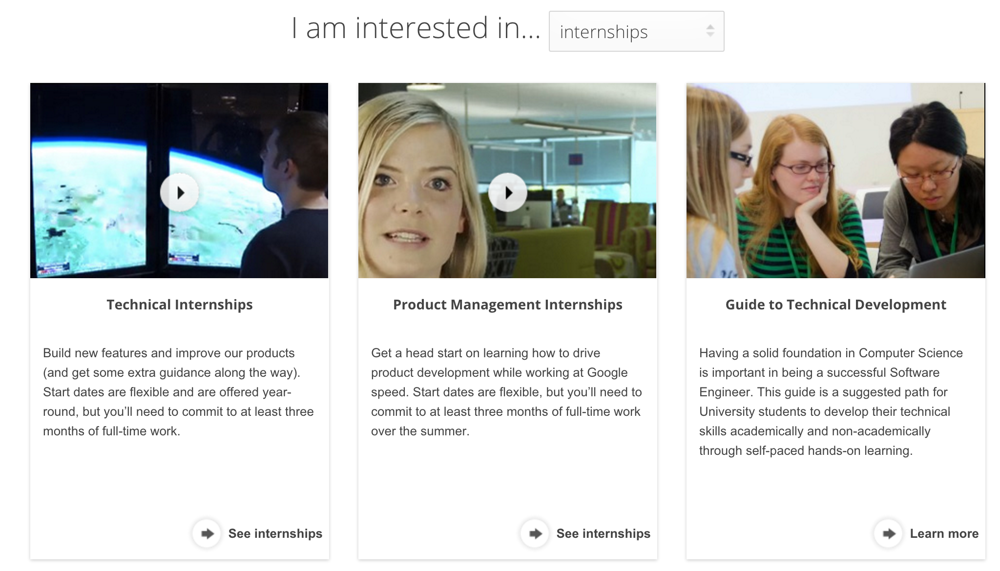 I am interested in...
internships
Technical Internships
Build new features and improve our products
(and get some extra guidance along the way).
Start dates are flexible and are offered year-
round, but you’ll need to commit to at least three
months of full-time work.
See internships
Product Management Internships
Get a head start on learning how to drive
product development while working at Google
speed. Start dates are flexible, but you’ll need to
commit to at least three months of full-time work
over the summer.
See internships
Guide to Technical Development
Having a solid foundation in Computer Science
is important in being a successful Software
Engineer. This guide is a suggested path for
University students to develop their technical
skills academically and non-academically
through self-paced hands-on learning.
Learn more